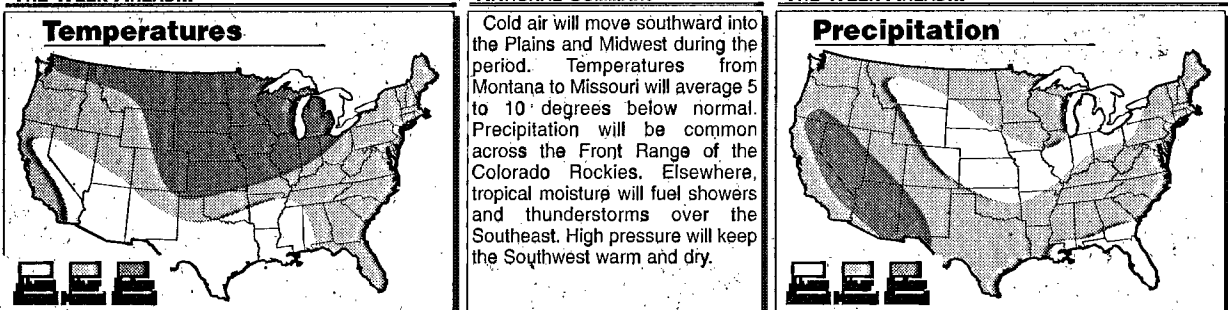 Temperatures
Cold air will move southward into
the Plains and Midwest during the
period. Temperatures from
Montana to Missouri will average 5
to 10 degrees below normal.
Precipitation will be common
across the Front Range of the
Colorado Rockies. Elsewhere,
tropical moisture will fuel showers
and thunderstorms over the
Southeast. High pressure will keep
the Southwest warm and dry.
Precipitation